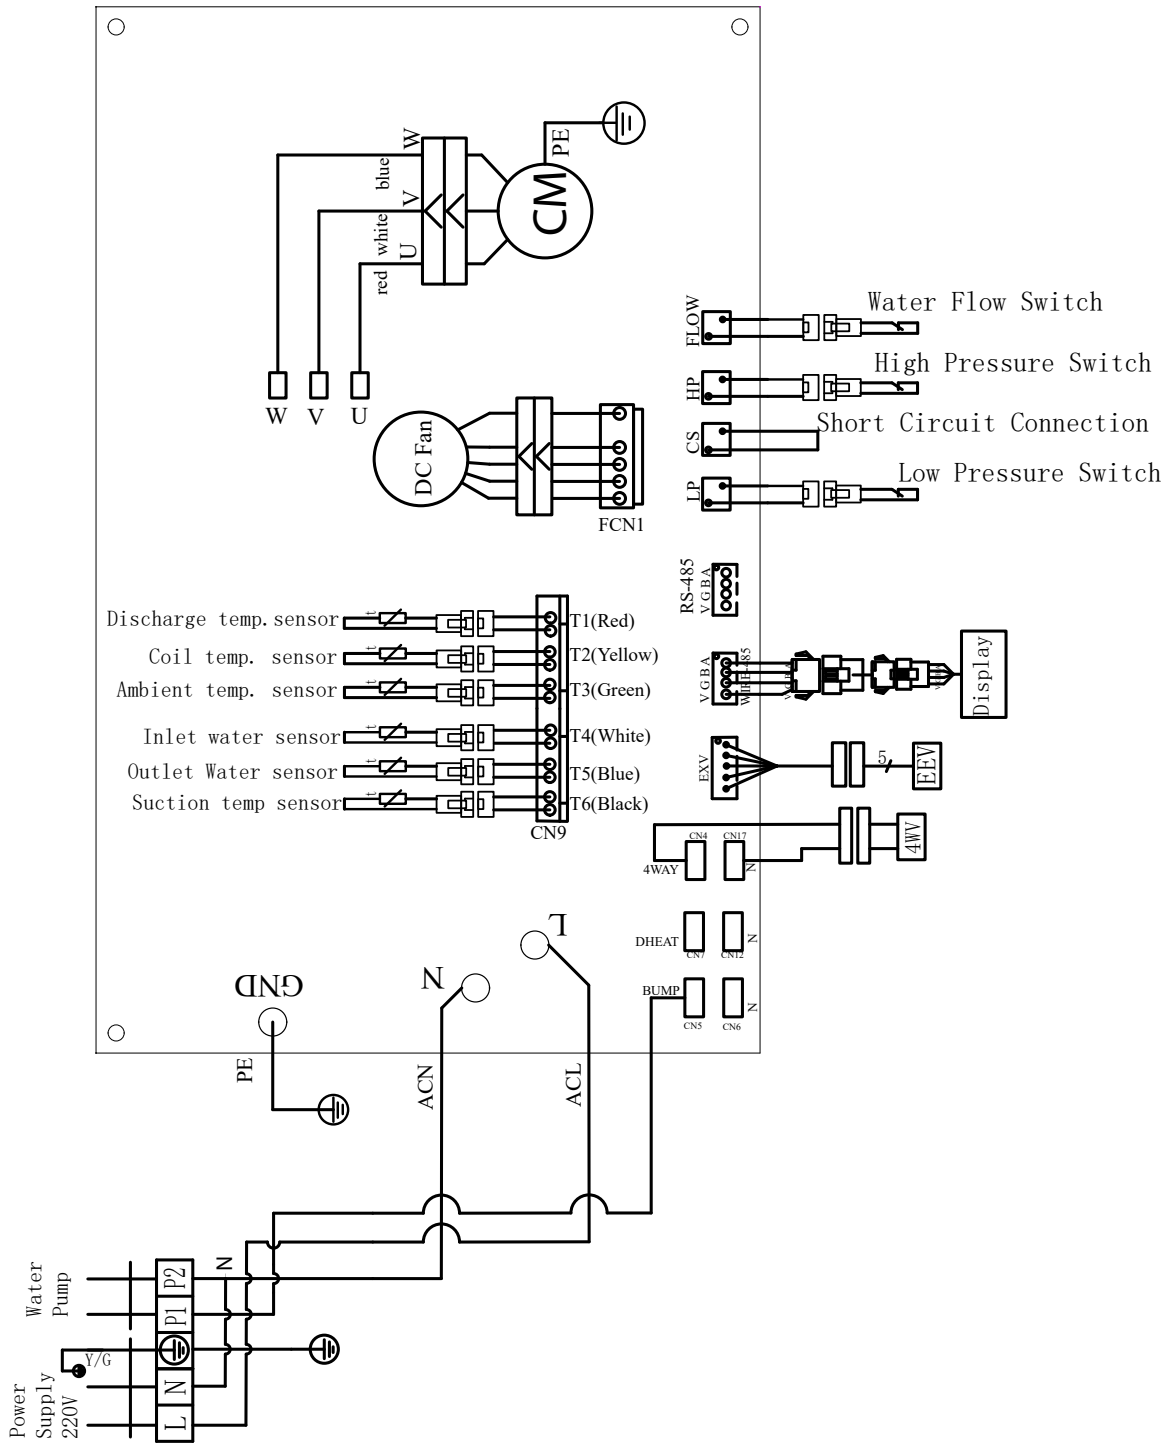 PE
W
blue
V
white
U
red
CM
W
V
U
DC Fan
FCN1
FLOW
Water Flow Switch
HP
High Pressure Switch
CS
Short Circuit Connection
LP
Low Pressure Switch
RS-485
V G B A
V G B A
WIRE-485
Display
EXV
5
EEV
CN4
CN17
4WAY
N
4WV
DHEAT
CN7
CN12
N
BUMP
CN5
CN6
N
Discharge temp. sensor
t
T1(Red)
Coil temp. sensor
t
T2(Yellow)
Ambient temp. sensor
t
T3(Green)
Inlet water sensor
t
T4(White)
Outlet Water sensor
t
T5(Blue)
Suction temp sensor
t
T6(Black)
CN9
L
N
GND
PE
ACN
ACL
Water
Pump
P2
N
P1
Y/G
N
L
Power
Supply
220V